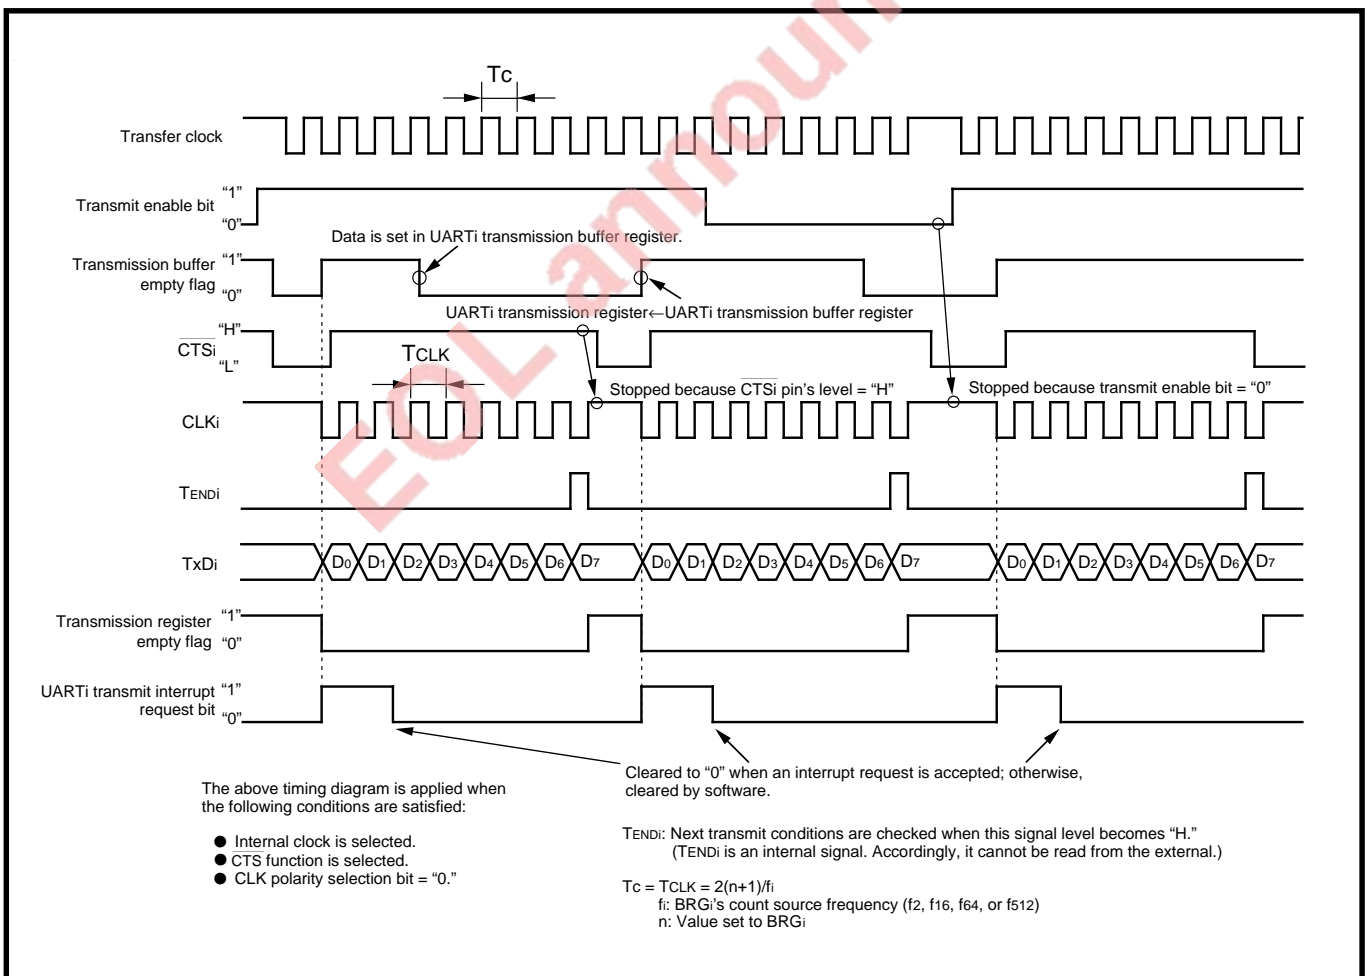 EOL announ
Tc
Transfer clock
Transmit enable bit
“1”
“0”
Data is set in UARTi transmission buffer register.
Transmission buffer
empty flag
“1”
“0”
UARTi transmission register←UARTi transmission buffer register
CTSi
“H”
“L”
TCLK
Stopped because CTSi pin’s level = “H”
Stopped because transmit enable bit = “0”
CLKi
TENDi
TxDi
D0 D1 D2 D3 D4 D5 D6 D7 D0 D1 D2 D3 D4 D5 D6 D7 D0 D1 D2 D3 D4 D5 D6 D7
Transmission register
empty flag
“1”
“0”
UARTi transmit interrupt
request bit
“1”
“0”
Cleared to “0” when an interrupt request is accepted; otherwise,
cleared by software.
The above timing diagram is applied when
the following conditions are satisfied:
● Internal clock is selected.
● CTS function is selected.
● CLK polarity selection bit = “0.”
TENDi: Next transmit conditions are checked when this signal level becomes “H.”
(TENDi is an internal signal. Accordingly, it cannot be read from the external.)
Tc = TCLK = 2(n+1)/fi
fi: BRGi’s count source frequency (f2, f16, f64, or f512)
n: Value set to BRGi